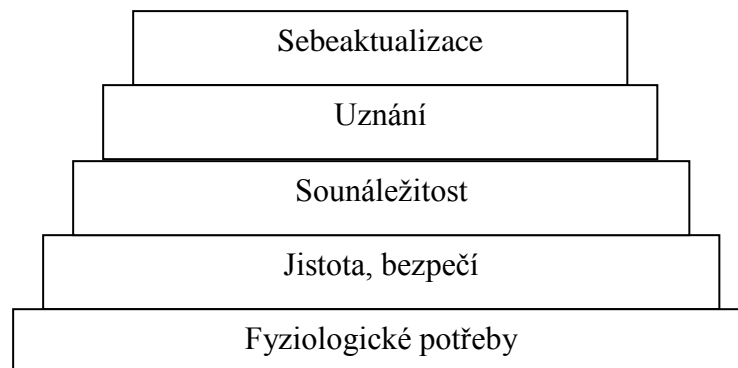 Sebeaktualizace
Uznání
Sounáležitost
Jistota, bezpečí
Fyziologické potřeby